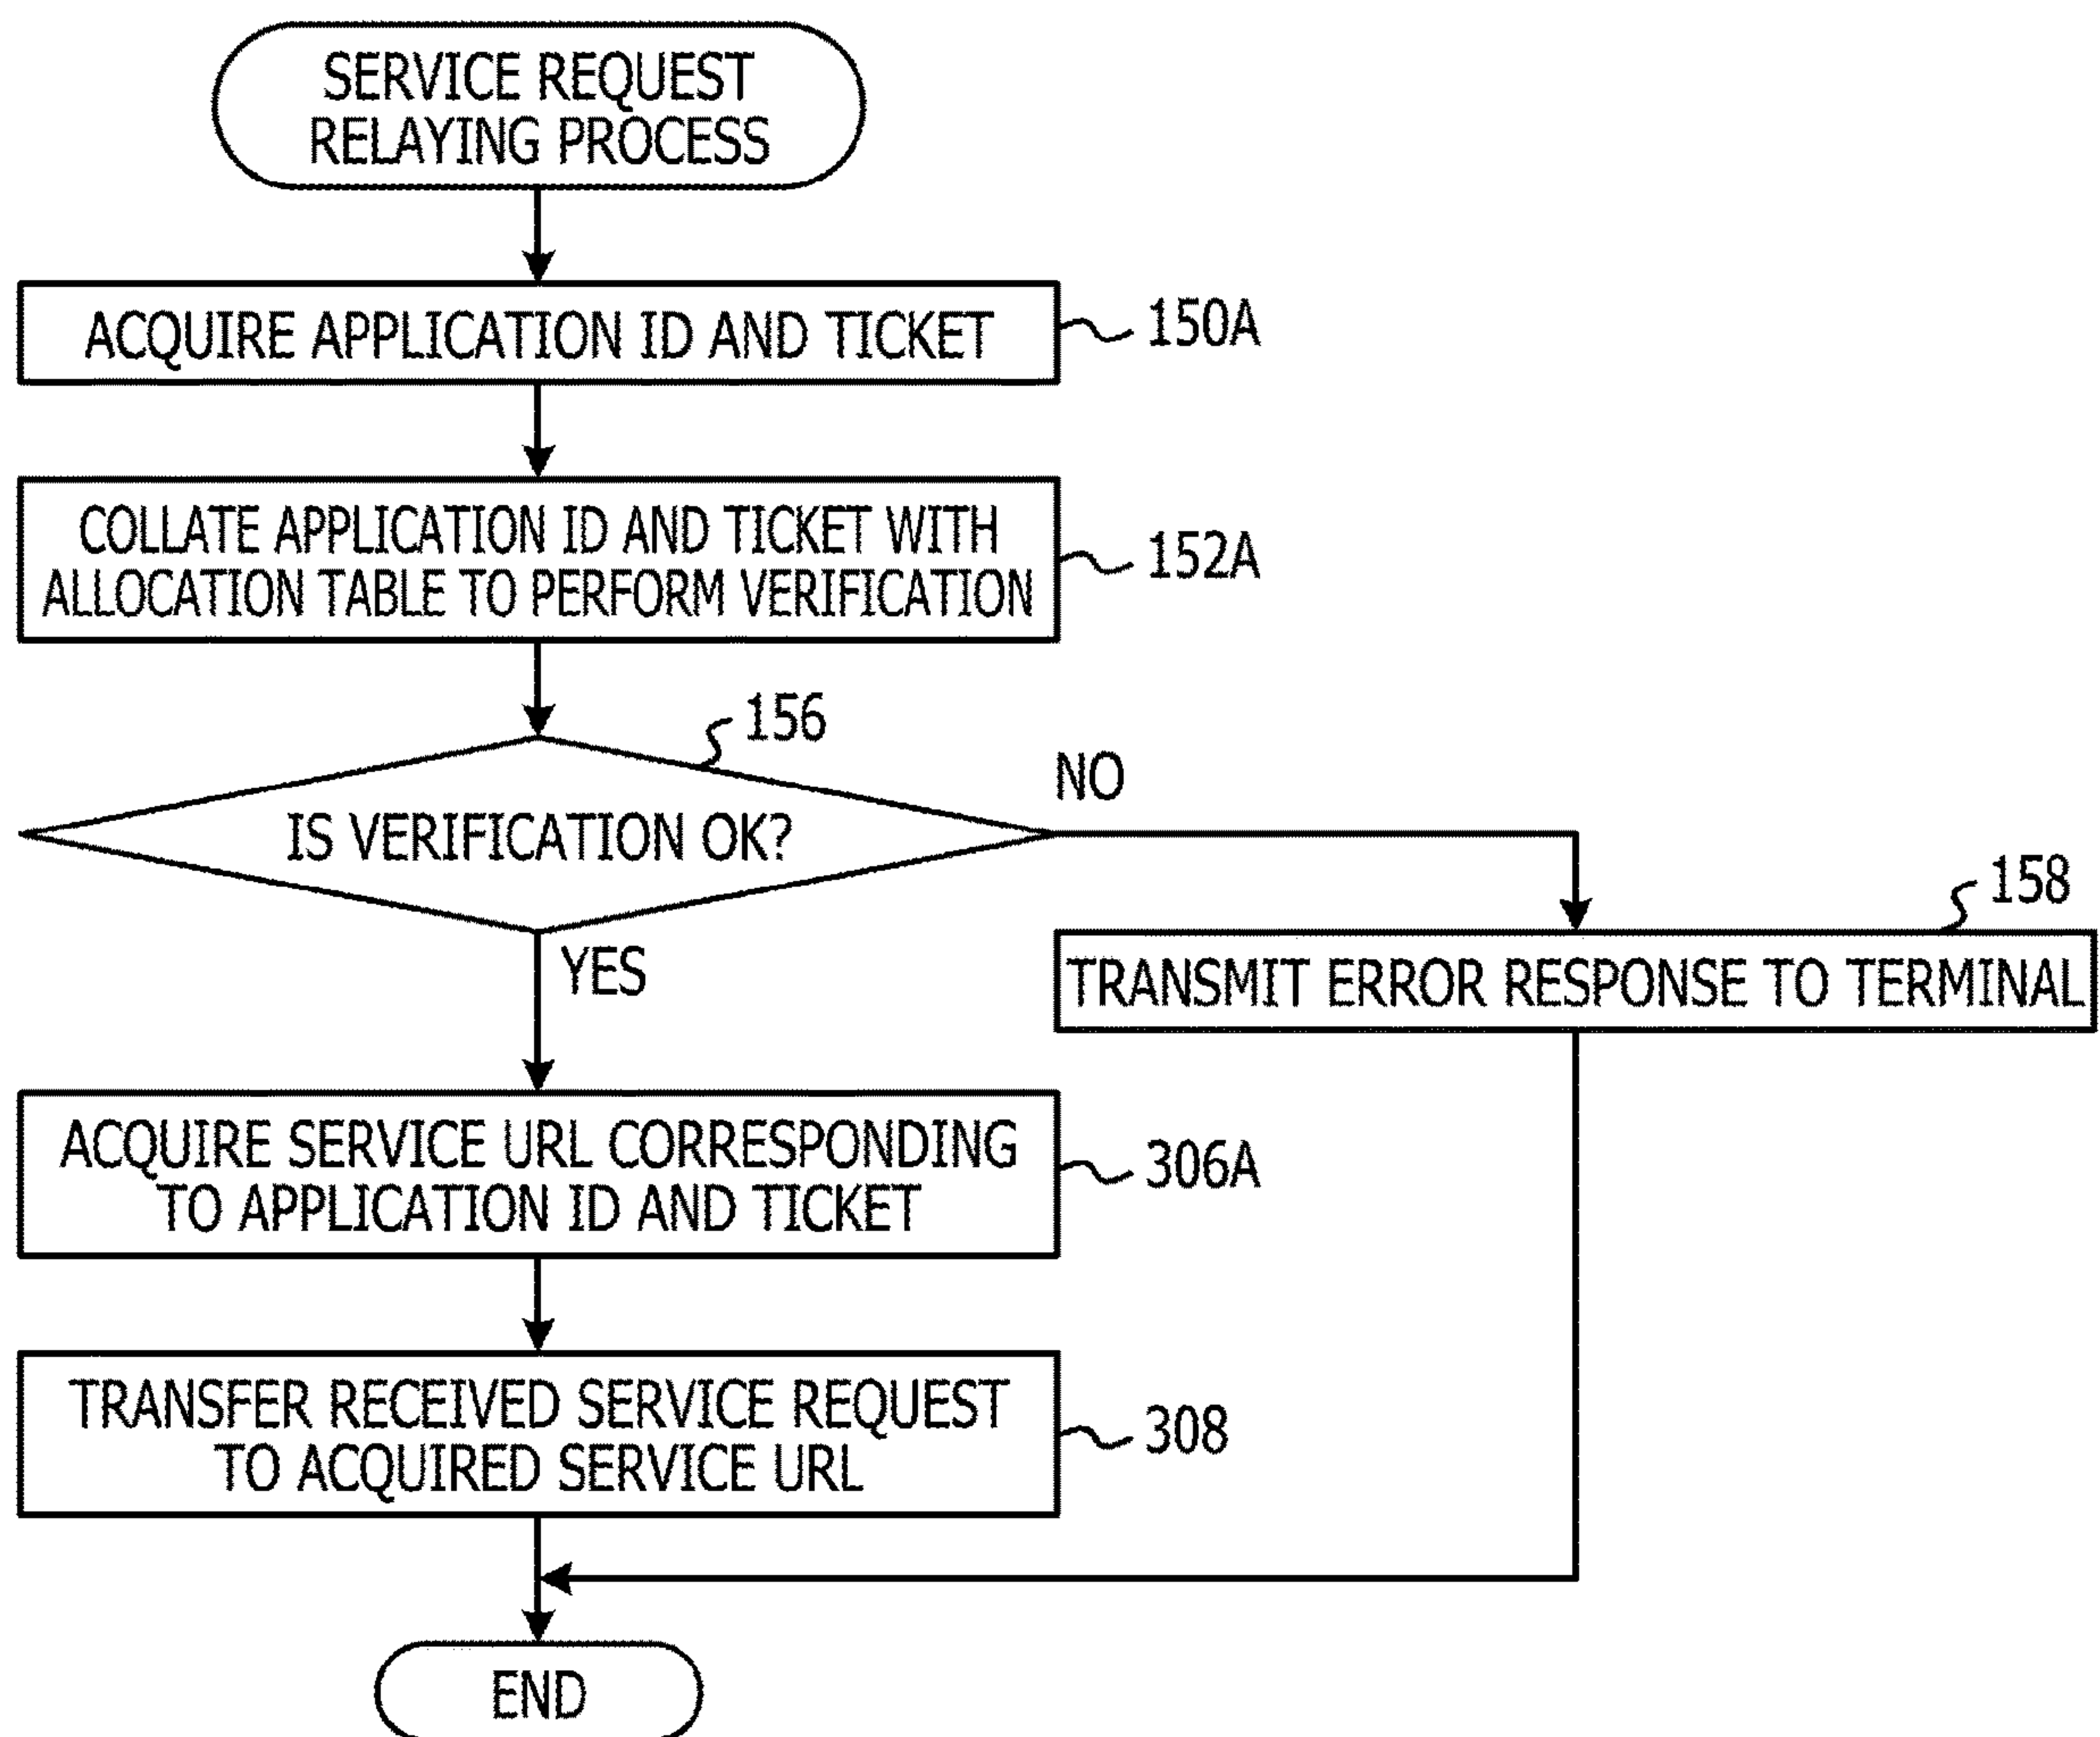 SERVICE REQUEST
RELAYING PROCESS
ACQUIRE APPLICATION ID AND TICKET
150A
COLLATE APPLICATION ID AND TICKET WITH
ALLOCATION TABLE TO PERFORM VERIFICATION
152A
156
IS VERIFICATION OK?
NO
YES
158
TRANSMIT ERROR RESPONSE TO TERMINAL
ACQUIRE SERVICE URL CORRESPONDING
TO APPLICATION ID AND TICKET
306A
TRANSFER RECEIVED SERVICE REQUEST
TO ACQUIRED SERVICE URL
308
END